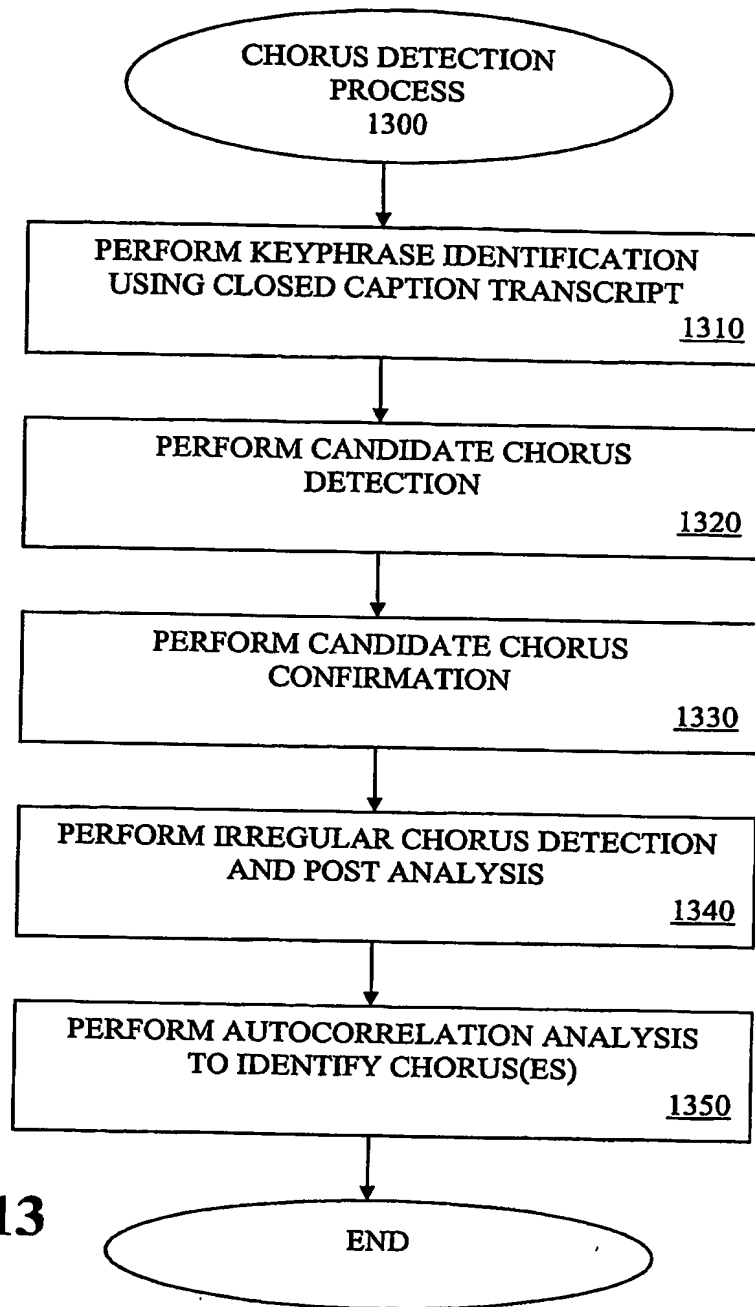 CHORUS DETECTION
PROCESS
1300
PERFORM KEYPHRASE IDENTIFICATION
USING CLOSED CAPTION TRANSCRIPT
1310
PERFORM CANDIDATE CHORUS
DETECTION
1320
PERFORM CANDIDATE CHORUS
CONFIRMATION
1330
PERFORM IRREGULAR CHORUS DETECTION
AND POST ANALYSIS
1340
PERFORM AUTOCORRELATION ANALYSIS
TO IDENTIFY CHORUS(ES)
1350
13
END